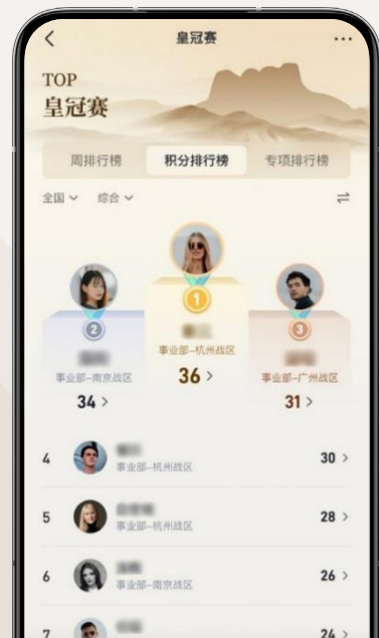 皇冠赛
TOP
皇冠赛
周排行榜 积分排行榜 专项排行榜
全国 综合
1
2
3
事业部-杭州战区
36
事业部-南京战区
34
事业部-广州战区
31
4
事业部-杭州战区
30
5
事业部-杭州战区
28
6
事业部-南京战区
26
7
24